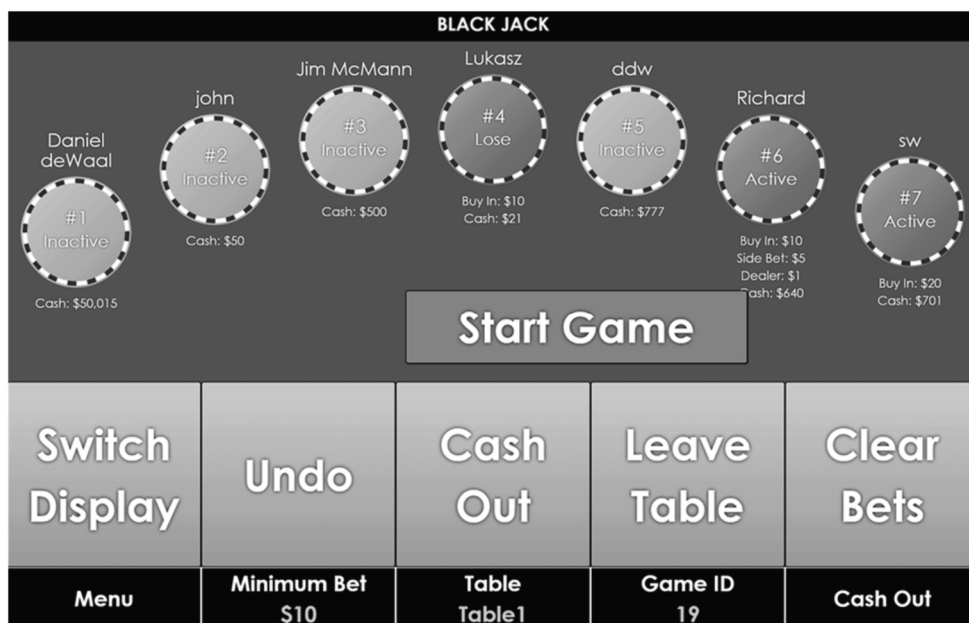 BLACK JACK
Daniel
deWaal
#1
Inactive
Cash: $50,015
john
#2
Inactive
Cash: $50
Jim McMann
#3
Inactive
Cash: $500
Lukasz
#4
Lose
Buy In: $10
Cash: $21
ddw
#5
Inactive
Cash: $777
Richard
#6
Active
Buy In: $10
Side Bet: $5
Dealer: $1
Cash: $640
sw
#7
Active
Buy In: $20
Cash: $701
Start Game
Switch
Display
Undo
Cash
Out
Leave
Table
Clear
Bets
Menu
Minimum Bet
$10
Table
Table1
Game ID
19
Cash Out